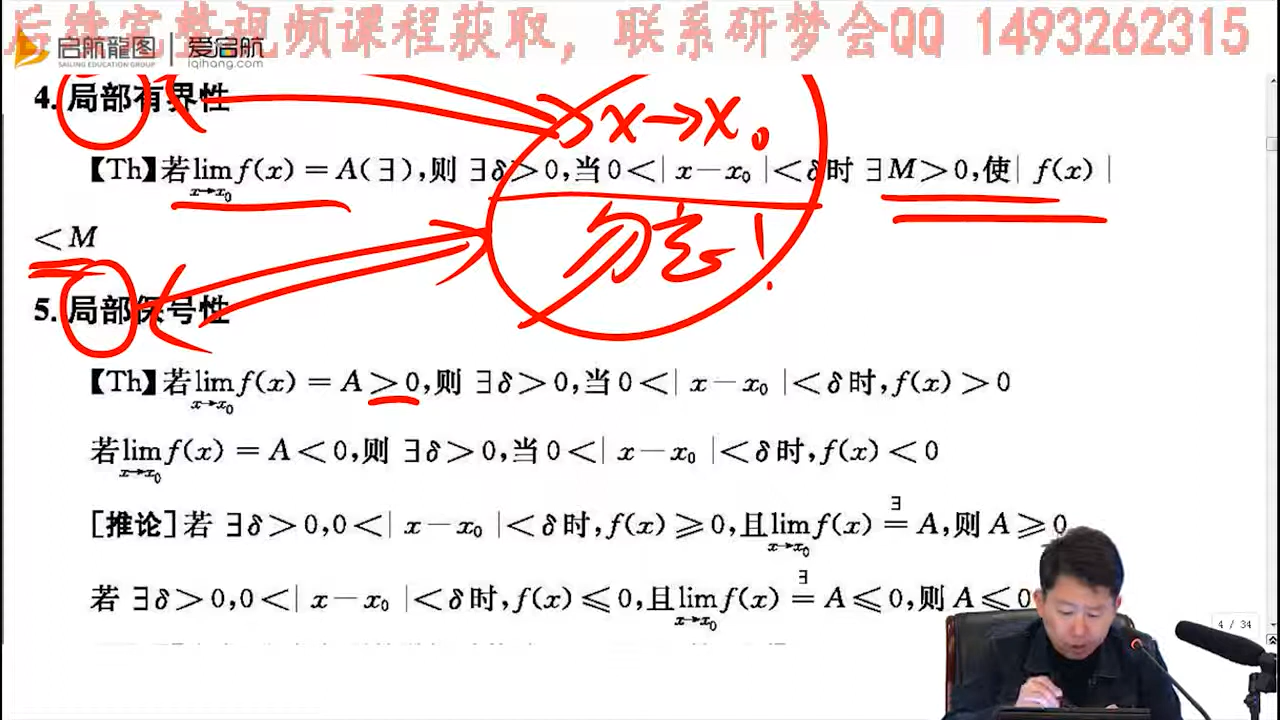 后续完整视频课程获取，联系研梦会QQ 1493262315
启航龍图 爱启航
SAILING EDUCATION GROUP iqihang.com
4. 局部有界性
x→x₀
【Th】若lim f(x) = A(∃),则 ∃δ>0,当0<| x-x₀ |<δ时 ∃M>0,使| f(x) |
x→x₀
<M
勿忘!
5. 局部保号性
【Th】若lim f(x) = A>0,则 ∃δ>0,当0<| x-x₀ |<δ时,f(x)>0
x→x₀
若lim f(x) = A<0,则 ∃δ>0,当0<| x-x₀ |<δ时,f(x)<0
x→x₀
[推论]若 ∃δ>0,0<| x-x₀ |<δ时,f(x)≥0,且lim f(x) =∃ A,则A≥0
x→x₀
若 ∃δ>0,0<| x-x₀ |<δ时,f(x)≤0,且lim f(x) =∃ A≤0,则A≤0
x→x₀
4 / 34